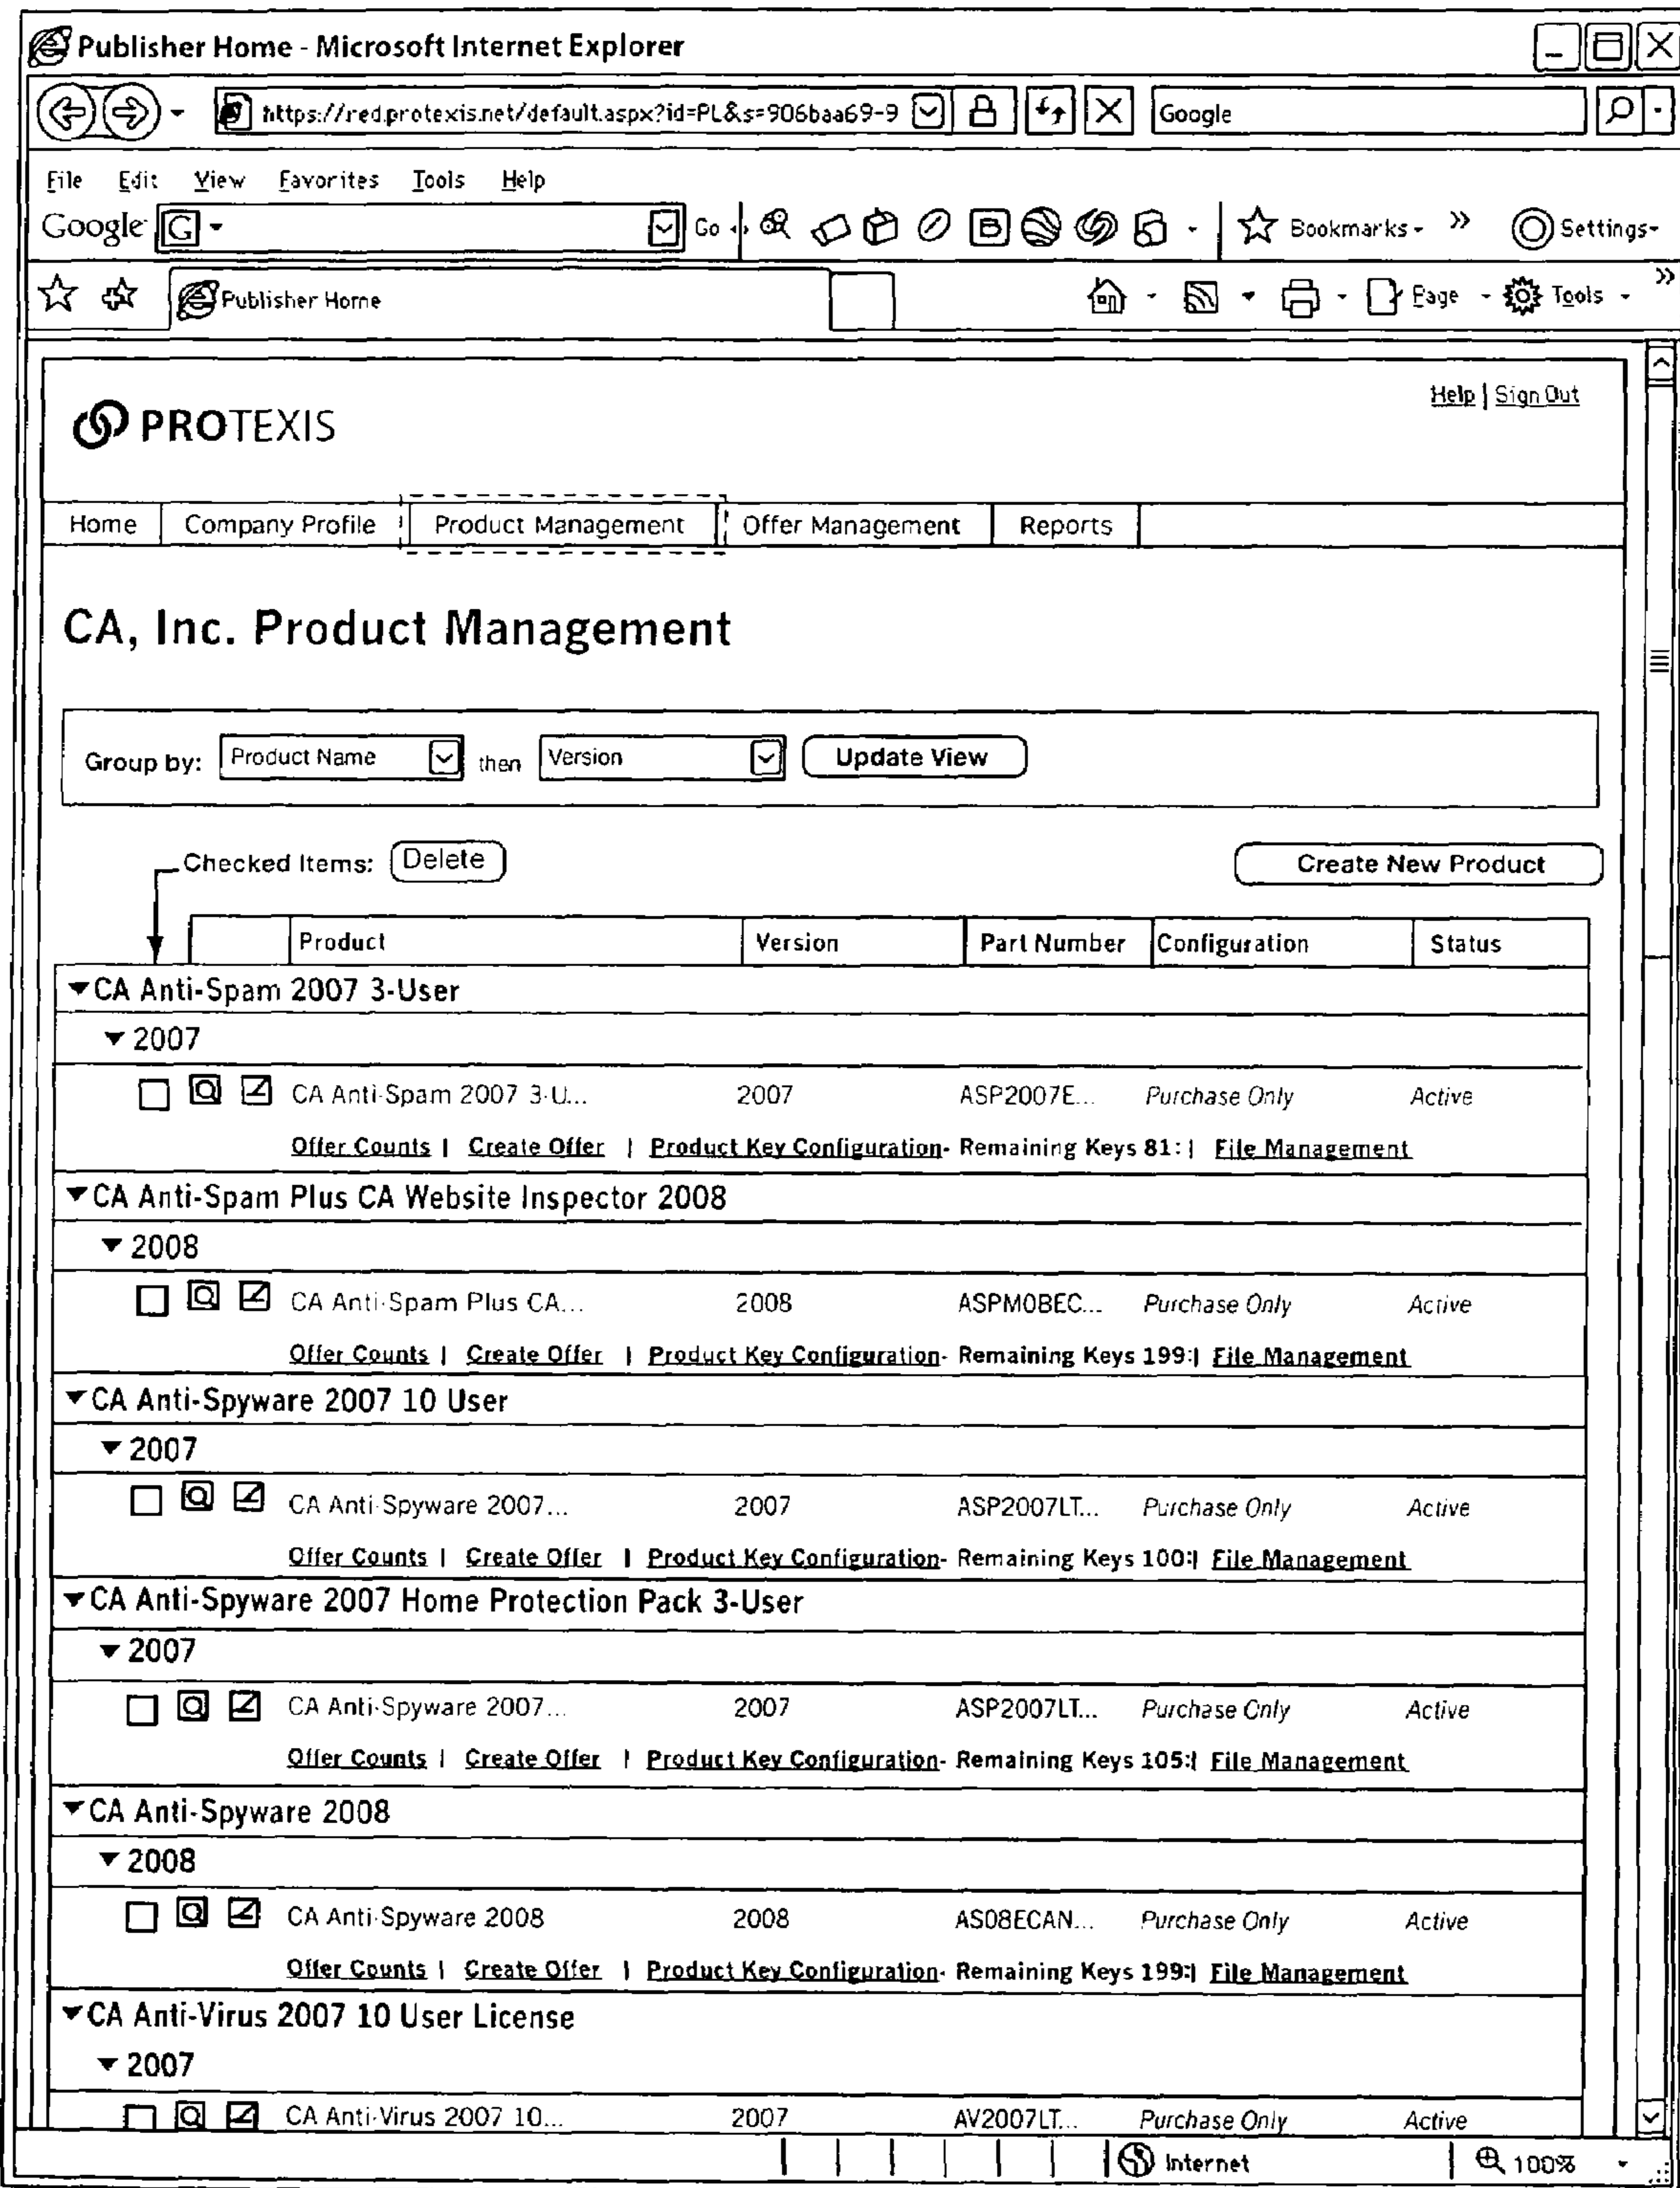 Publisher Home - Microsoft Internet Explorer
https://red.protexis.net/default.aspx?id=PL&s=906baa69-9 Google
File Edit View Favorites Tools Help
Google G Go B Bookmarks » Settings
Publisher Home Page Tools »
Help | Sign Out
PROTEXIS
Home Company Profile Product Management Offer Management Reports
CA, Inc. Product Management
Group by: Product Name then Version Update View
Checked Items: Delete Create New Product
Product Version Part Number Configuration Status
CA Anti-Spam 2007 3-User
2007
CA Anti-Spam 2007 3-U... 2007 ASP2007E... Purchase Only Active
Offer Counts | Create Offer | Product Key Configuration- Remaining Keys 81: | File Management
CA Anti-Spam Plus CA Website Inspector 2008
2008
CA Anti-Spam Plus CA... 2008 ASPM0BEC... Purchase Only Active
Offer Counts | Create Offer | Product Key Configuration- Remaining Keys 199:| File Management
CA Anti-Spyware 2007 10 User
2007
CA Anti-Spyware 2007... 2007 ASP2007LT... Purchase Only Active
Offer Counts | Create Offer | Product Key Configuration- Remaining Keys 100:| File Management
CA Anti-Spyware 2007 Home Protection Pack 3-User
2007
CA Anti-Spyware 2007... 2007 ASP2007LT... Purchase Only Active
Offer Counts | Create Offer | Product Key Configuration- Remaining Keys 105:| File Management
CA Anti-Spyware 2008
2008
CA Anti-Spyware 2008 2008 AS08ECAN... Purchase Only Active
Offer Counts | Create Offer | Product Key Configuration- Remaining Keys 199:| File Management
CA Anti-Virus 2007 10 User License
2007
CA Anti-Virus 2007 10... 2007 AV2007LT... Purchase Only Active
Internet 100%